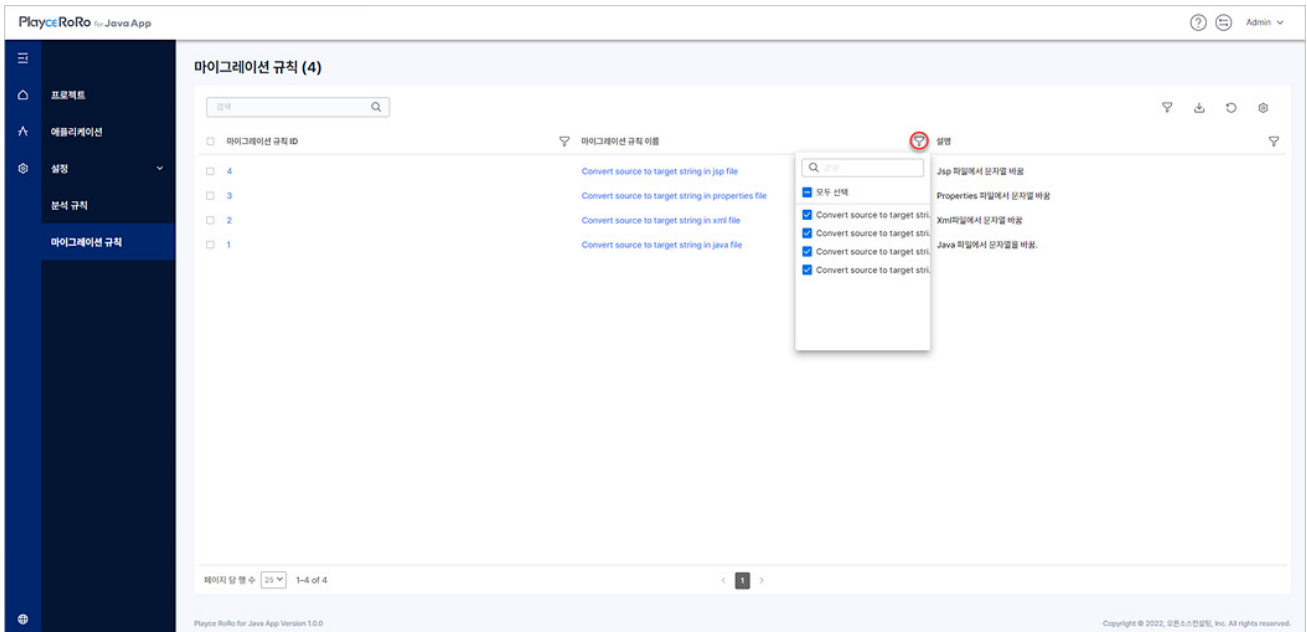 PlayceRoRo for Java App
Admin
마이그레이션 규칙 (4)
프로젝트
애플리케이션
설정
분석 규칙
마이그레이션 규칙
검색
마이그레이션 규칙 ID
마이그레이션 규칙 이름
설명
4
Convert source to target string in jsp file
Jsp 파일에서 문자열 바꿈
3
Convert source to target string in properties file
Properties 파일에서 문자열 바꿈
2
Convert source to target string in xml file
Xml파일에서 문자열 바꿈
1
Convert source to target string in java file
Java 파일에서 문자열을 바꿈.
검색
모두 선택
Convert source to target stri.
Convert source to target stri.
Convert source to target stri.
Convert source to target stri.
페이지 당 행 수 25 1–4 of 4
1
Playce RoRo for Java App Version 1.0.0
Copyright © 2022, 오픈소스컨설팅, Inc. All rights reserved.